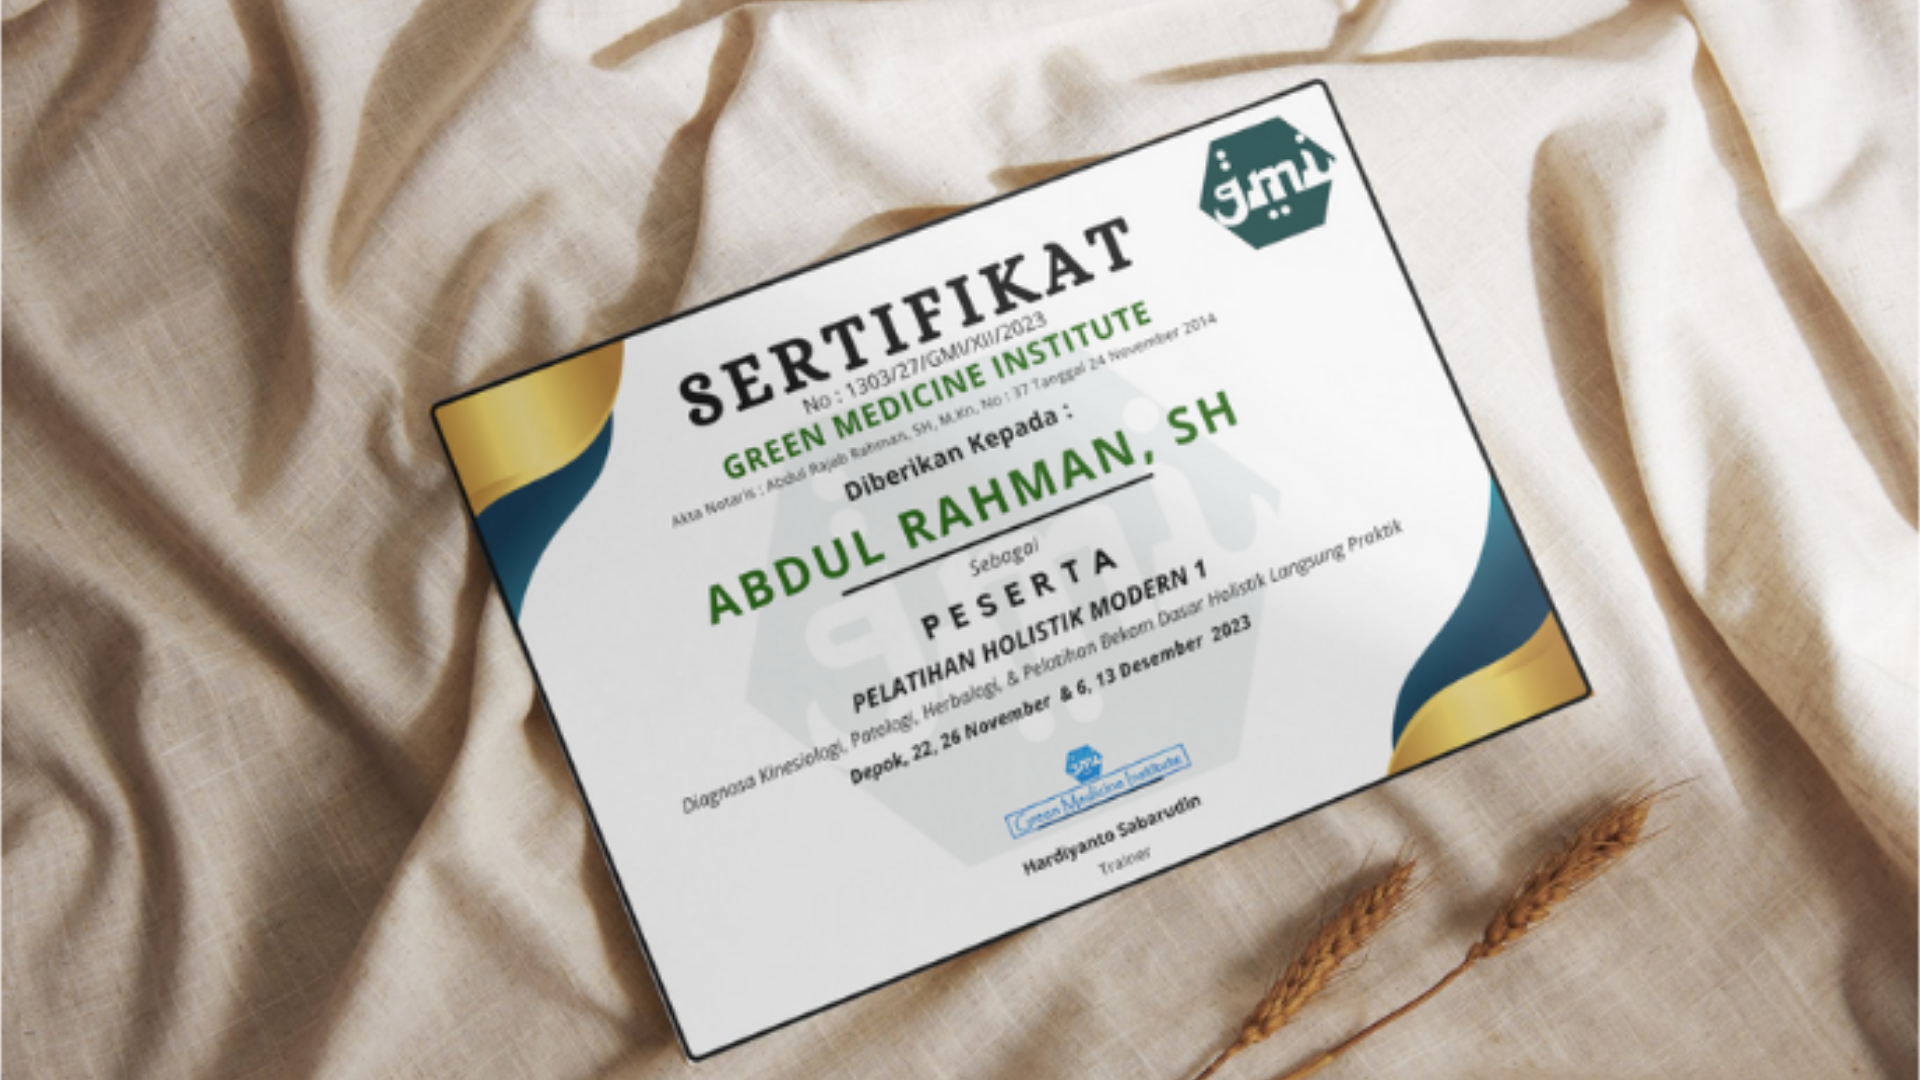 gmi
SERTIFIKAT
No : 1303/27/GMI/XII/2023
GREEN MEDICINE INSTITUTE
Akta Notaris : Abdul Rajab Rahman, SH, M.Kn, No : 37 Tanggal 24 November 2014
Diberikan Kepada :
ABDUL RAHMAN, SH
Sebagai
PESERTA
PELATIHAN HOLISTIK MODERN 1
Diagnosa Kinesiologi, Patologi, Herbalogi, & Pelatihan Bekam Dasar Holistik Langsung Praktik
Depok, 22, 26 November & 6, 13 Desember 2023
gmi
Green Medicine Institute
Hardiyanto Sabarudin
Trainer